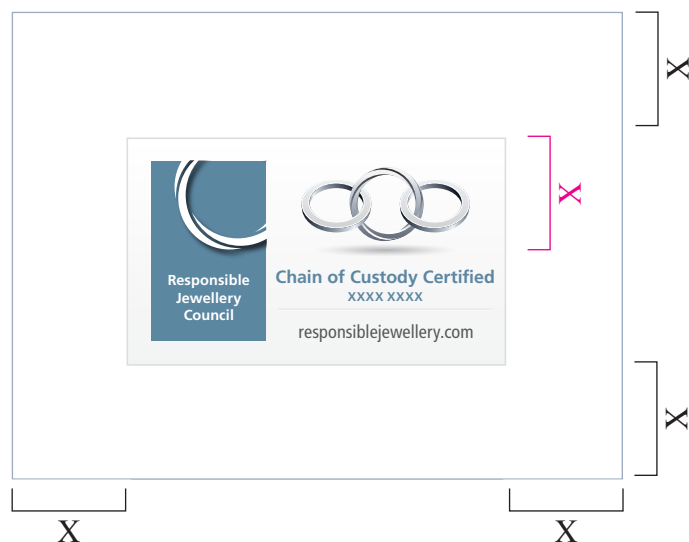 X
X
Responsible
Jewellery
Council
Chain of Custody Certified
XXXX XXXX
responsiblejewellery.com
X
X
X